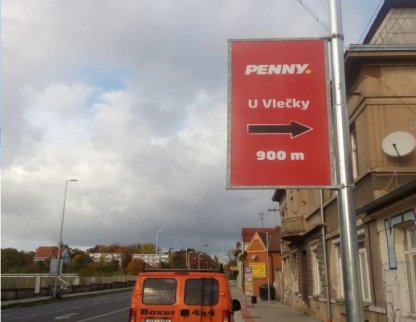 PENNY.
U Vlečky
900 m
Boxer 4x4